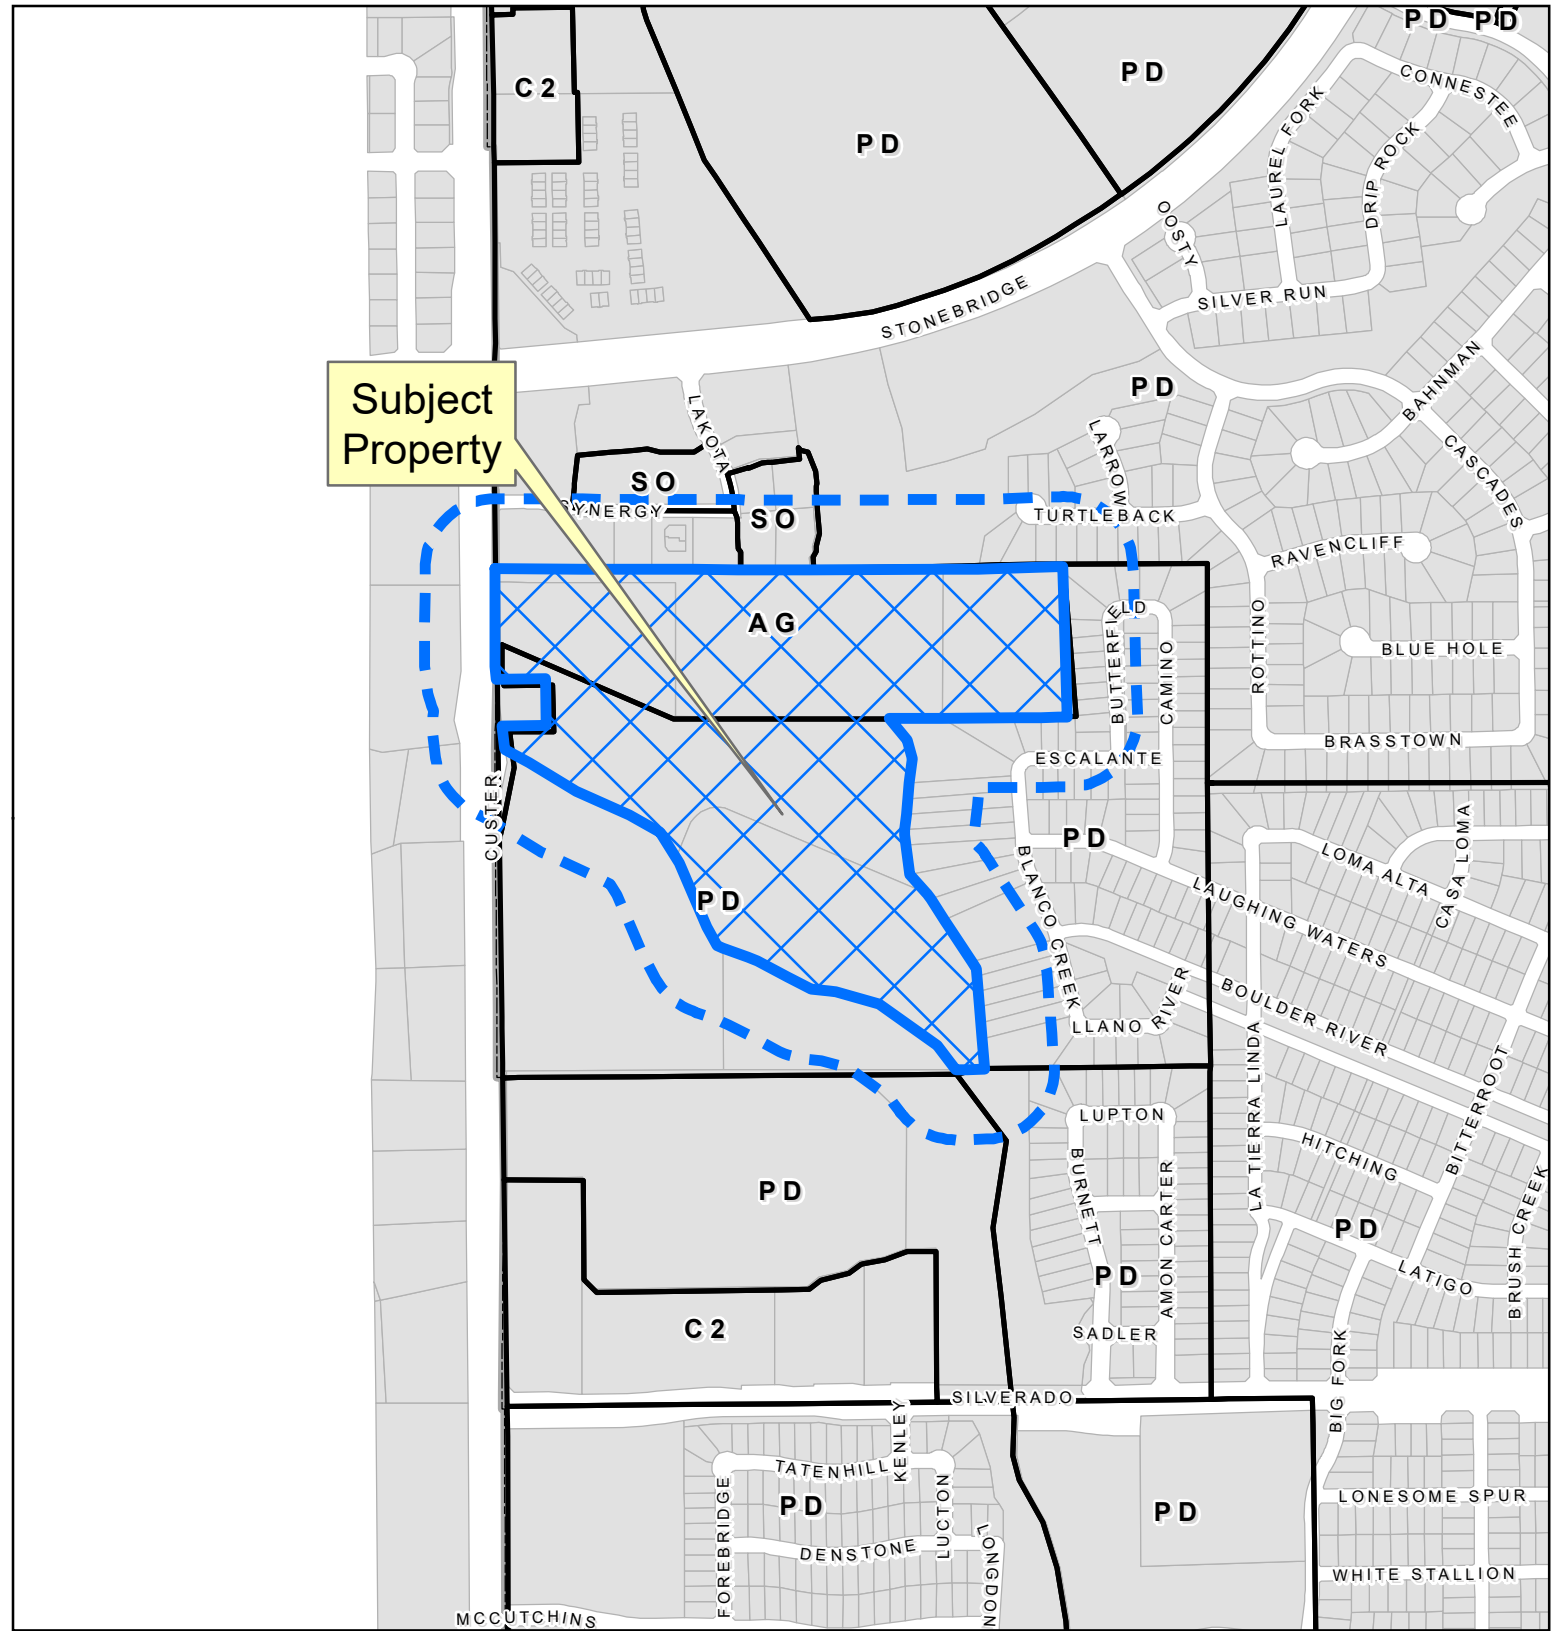 PD PD
CONNESTEE
PD
C2
LAUREL FORK
DRIP ROCK
PD
OOSTY
SILVER RUN
STONEBRIDGE
BAHNMAN
PD
Subject
Property
LAKOTA
LARROW
CASCADES
SO
SYNERGY
SO
TURTLEBACK
RAVENCLIFF
AG
BUTTERFIELD
ROTTINO
BLUE HOLE
CAMINO
BRASSTOWN
ESCALANTE
CUSTER
PD
LOMA ALTA
CASA LOMA
PD
BLANCO CREEK
LAUGHING WATERS
BOULDER RIVER
LLANO RIVER
LA TIERRA LINDA
BITTERROOT
LUPTON
HITCHING
BURNETT
AMON CARTER
PD
BRUSH CREEK
PD
PD
LATIGO
C2
SADLER
BIG FORK
SILVERADO
KENLEY
TATENHILL
FOREBRIDGE
PD
LUCTON
PD
LONESOME SPUR
DENSTONE
LONGDON
WHITE STALLION
MCCUTCHINS